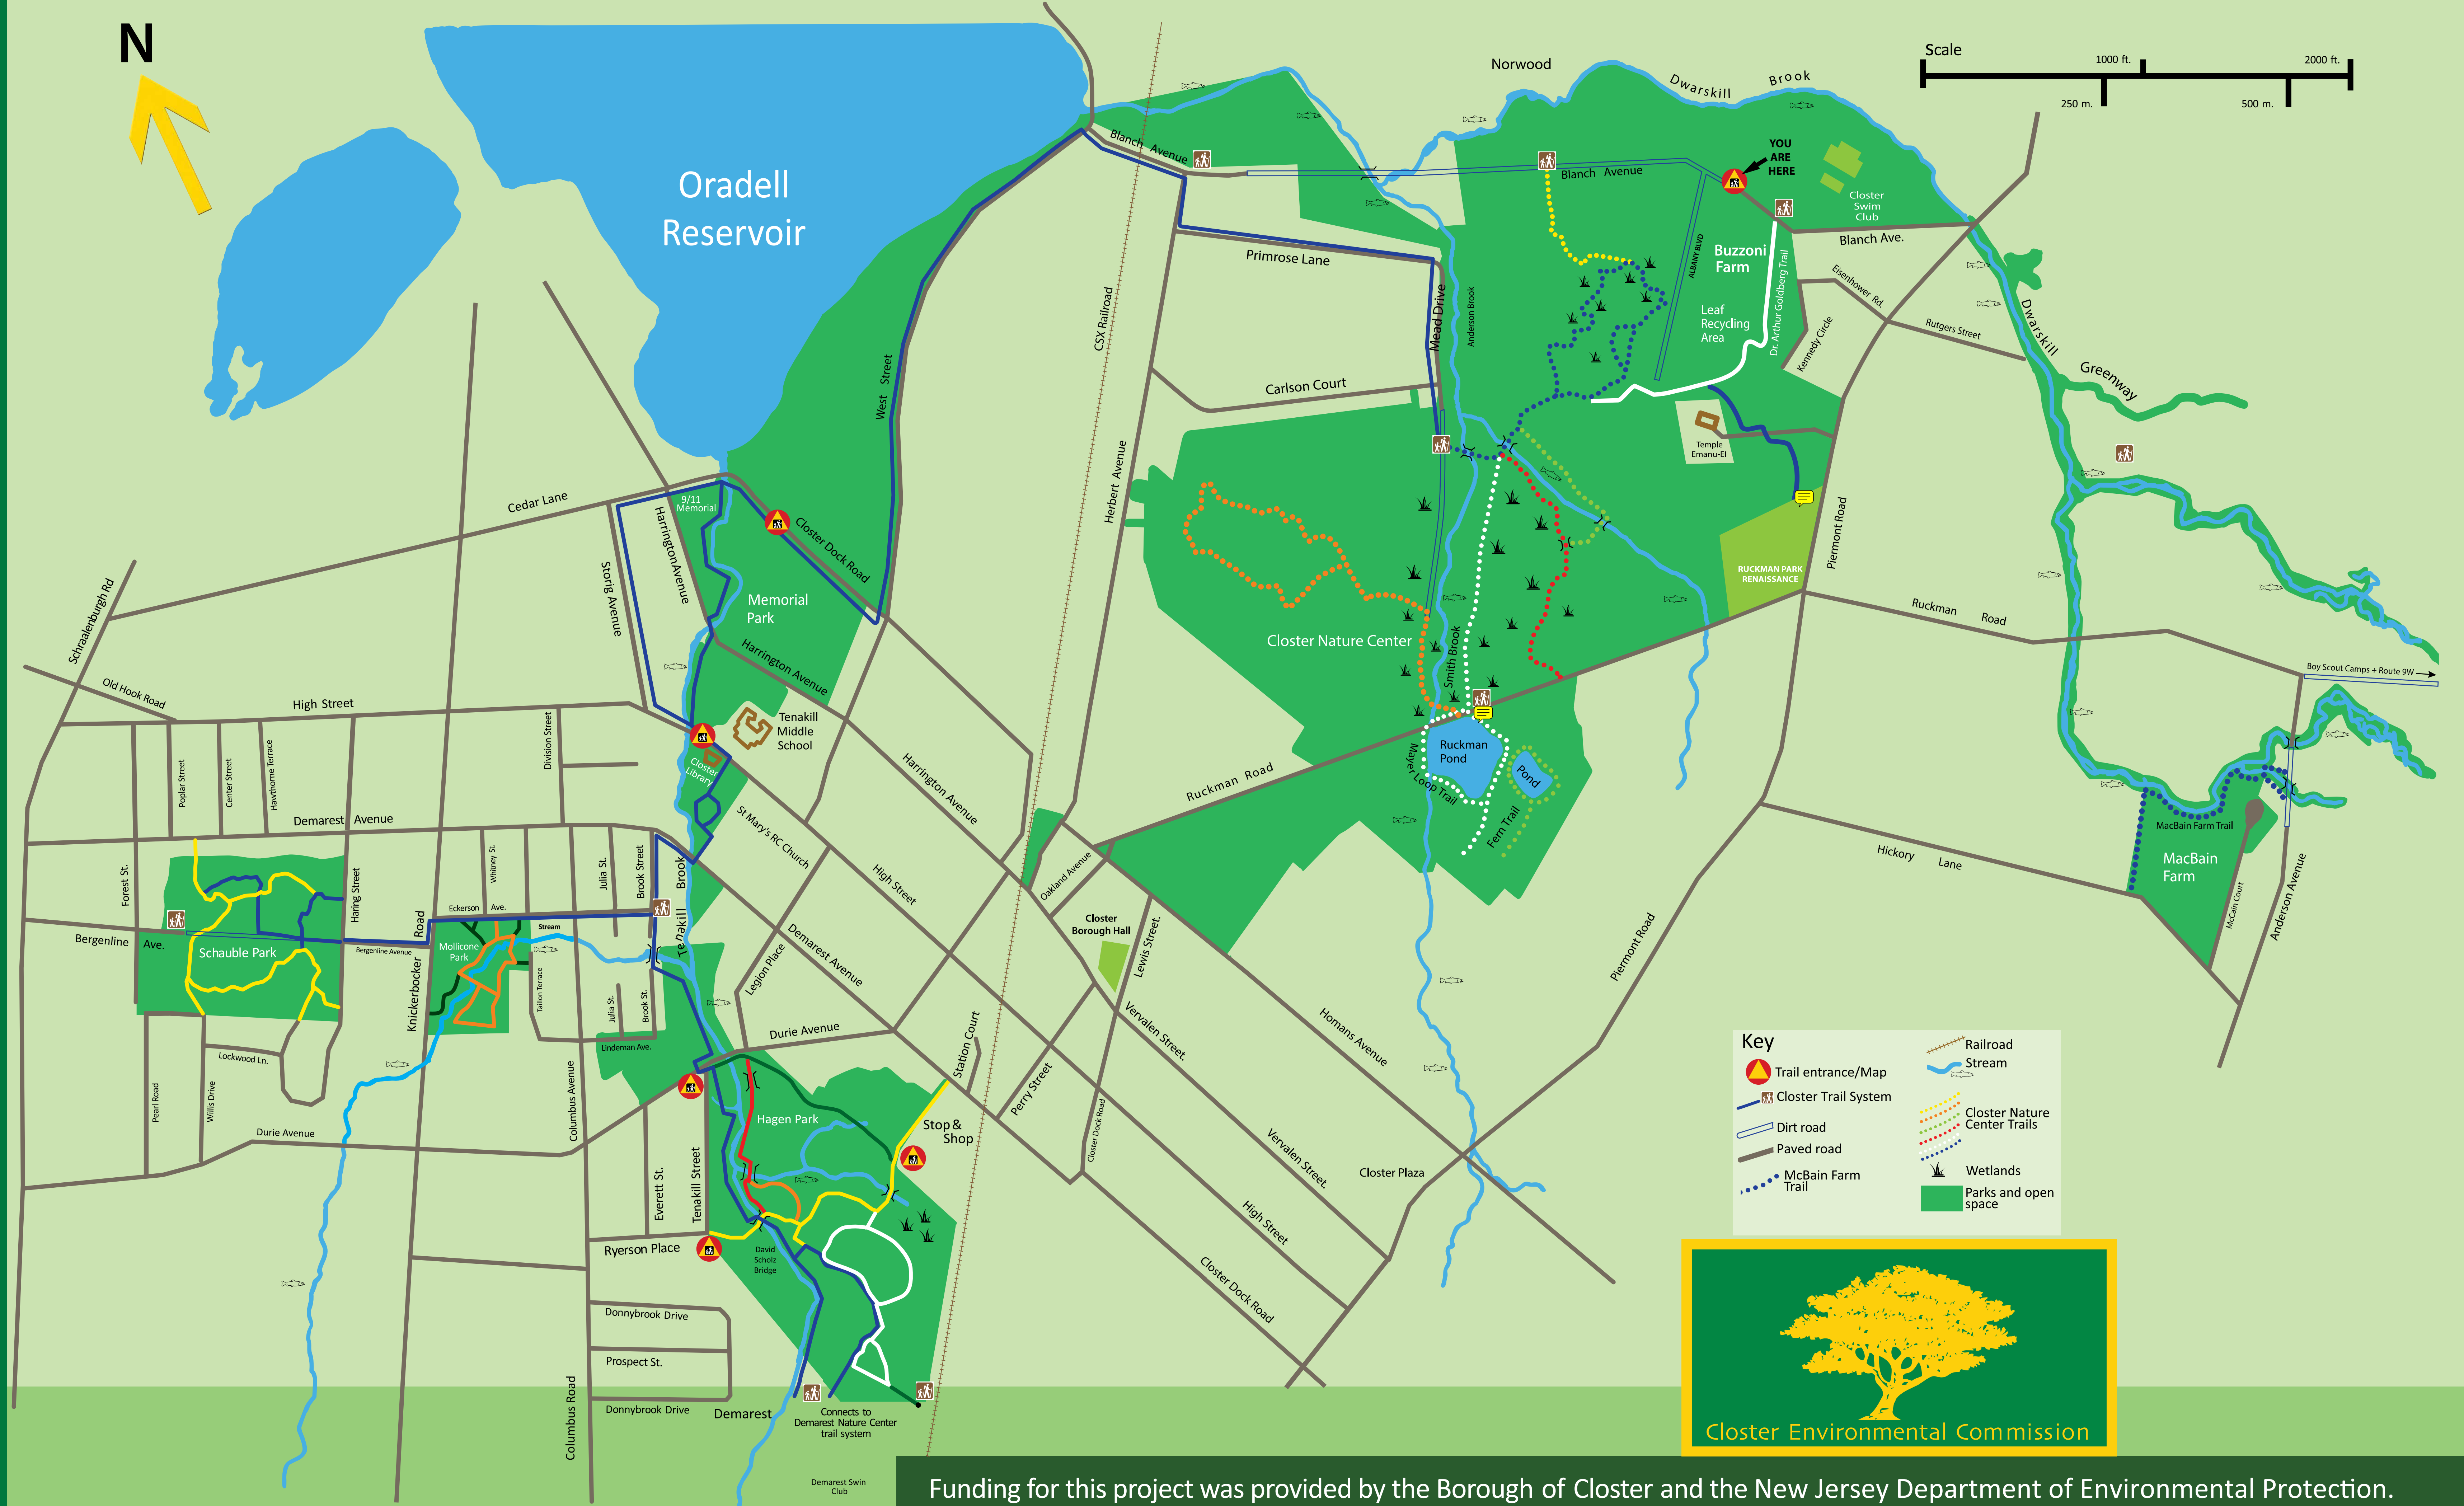 N
Norwood
Dwarskill
Brook
Scale
1000 ft.
2000 ft.
250 m.
500 m.
Oradell
Reservoir
Blanch Avenue
Blanch Avenue
YOU
ARE
HERE
Closter
Swim
Club
Blanch Ave.
Primrose Lane
Mead Drive
Anderson Brook
ALBANY BLVD
Buzzoni
Farm
Dr. Arthur Goldberg Trail
Leaf
Recycling
Area
Eisenhower Rd.
Kennedy Circle
Rutgers Street
Dwarskill
Greenway
CSX Railroad
West Street
Carlson Court
Herbert Avenue
Temple
Emanu-El
Piermont Road
RUCKMAN PARK
RENAISSANCE
Cedar Lane
9/11
Memorial
Harrington Avenue
Closter Dock Road
Storig Avenue
Memorial
Park
Harrington Avenue
Schraalenburgh Rd
Old Hook Road
High Street
Closter Nature Center
Smith Brook
Ruckman Road
Boy Scout Camps + Route 9W
Tenakill
Middle
School
Closter
Library
Poplar Street
Center Street
Hawthorne Terrace
Division Street
Demarest Avenue
Harrington Avenue
St Mary's RC Church
High Street
Ruckman Road
Ruckman
Pond
Mayer Loop Trail
Pond
Fern Trail
MacBain Farm Trail
MacBain
Farm
McCain Court
Anderson Avenue
Hickory Lane
Forest St.
Haring Street
Whitney St.
Julia St.
Brook Street
Tenakill Brook
Eckerson Ave.
Bergenline Ave.
Schauble Park
Bergenline Avenue
Knickerbocker Road
Mollicone
Park
Stream
Taillon Terrace
Julia St.
Brook St.
Lindeman Ave.
Legion Place
Demarest Avenue
Durie Avenue
Oakland Avenue
Closter
Borough Hall
Lewis Street.
Vervalen Street.
Homans Avenue
Piermont Road
Station Court
Perry Street
Closter Dock Road
Lockwood Ln.
Pearl Road
Willis Drive
Durie Avenue
Columbus Avenue
Everett St.
Tenakill Street
Hagen Park
Stop &
Shop
Ryerson Place
David
Scholz
Bridge
Vervalen Street.
Closter Plaza
High Street
Closter Dock Road
Donnybrook Drive
Prospect St.
Donnybrook Drive
Columbus Road
Demarest
Connects to
Demarest Nature Center
trail system
Demarest Swin
Club
Key
Trail entrance/Map
Closter Trail System
Dirt road
Paved road
McBain Farm
Trail
Railroad
Stream
Closter Nature
Center Trails
Wetlands
Parks and open
space
Closter Environmental Commission
Funding for this project was provided by the Borough of Closter and the New Jersey Department of Environmental Protection.